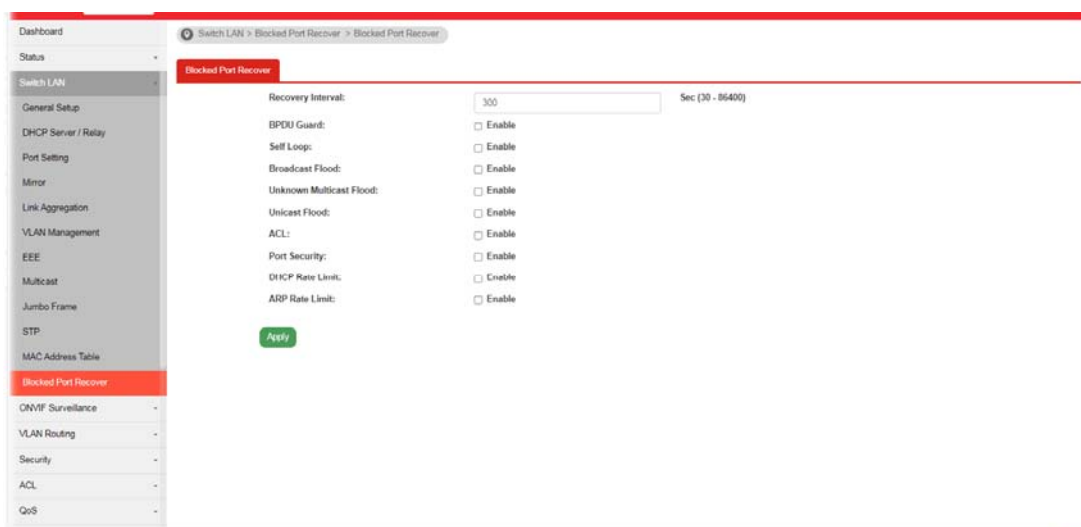 Dashboard
Status
Switch LAN
General Setup
DHCP Server / Relay
Port Setting
Mirror
Link Aggregation
VLAN Management
EEE
Multicast
Jumbo Frame
STP
MAC Address Table
Blocked Port Recover
ONVIF Surveillance
VLAN Routing
Security
ACL
QoS
Switch LAN > Blocked Port Recover > Blocked Port Recover
Blocked Port Recover
Recovery Interval: 300 Sec (30 - 86400)
BPDU Guard: Enable
Self Loop: Enable
Broadcast Flood: Enable
Unknown Multicast Flood: Enable
Unicast Flood: Enable
ACL: Enable
Port Security: Enable
DHCP Rate Limit: Enable
ARP Rate Limit: Enable
Apply